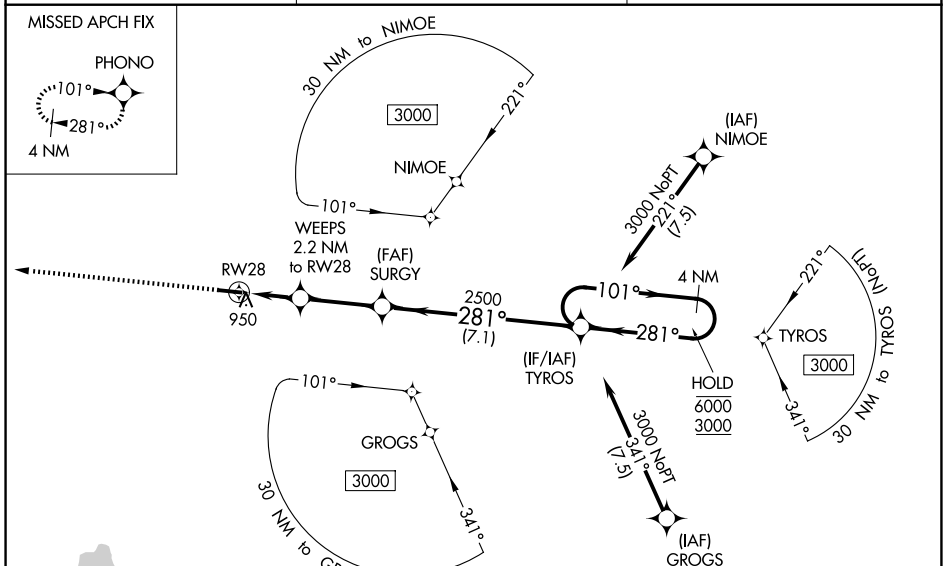 MISSED APCH FIX
PHONO
101°
281°
4 NM
30 NM to NIMOE
3000
221°
NIMOE
101°
(IAF)
NIMOE
3000 NoPT
221°
(7.5)
WEEPS
2.2 NM
to RW28
(FAF)
SURGY
RW28
950
2500
281°
(7.1)
(IF/IAF)
TYROS
101°
4 NM
281°
HOLD
6000
3000
221°
TYROS
3000
341°
30 NM to TYROS (NoPT)
101°
GROGS
3000
341°
30 NM to
3000 NoPT
341°
(7.5)
(IAF)
GROGS